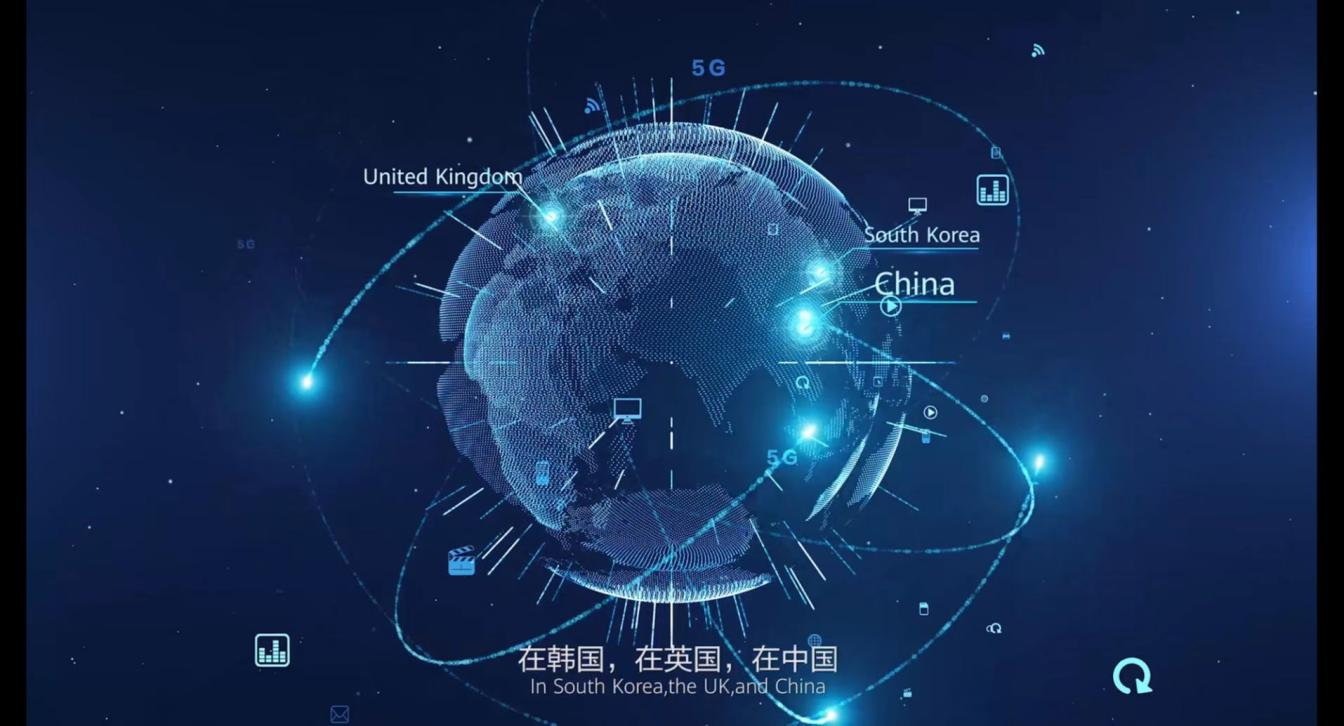 5G
United Kingdom
South Korea
5G
China
5G
在韩国，在英国，在中国
In South Korea,the UK,and China